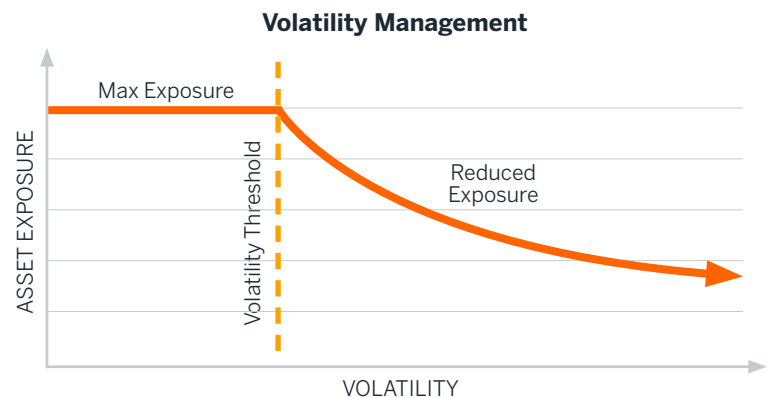 Volatility Management
Max Exposure
ASSET EXPOSURE
Volatility Threshold
Reduced
Exposure
VOLATILITY